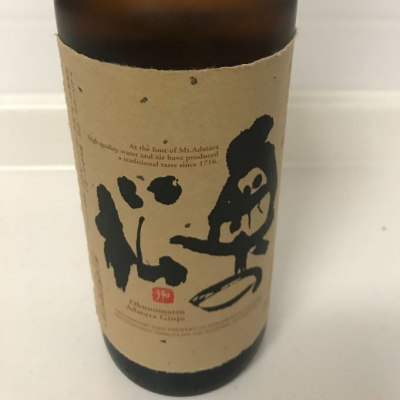 At the foot of Mt.Adatara
high-quality water and air have produced
a traditional taste since 1716.
奥
松
Okunomatsu
Adatara Ginjo